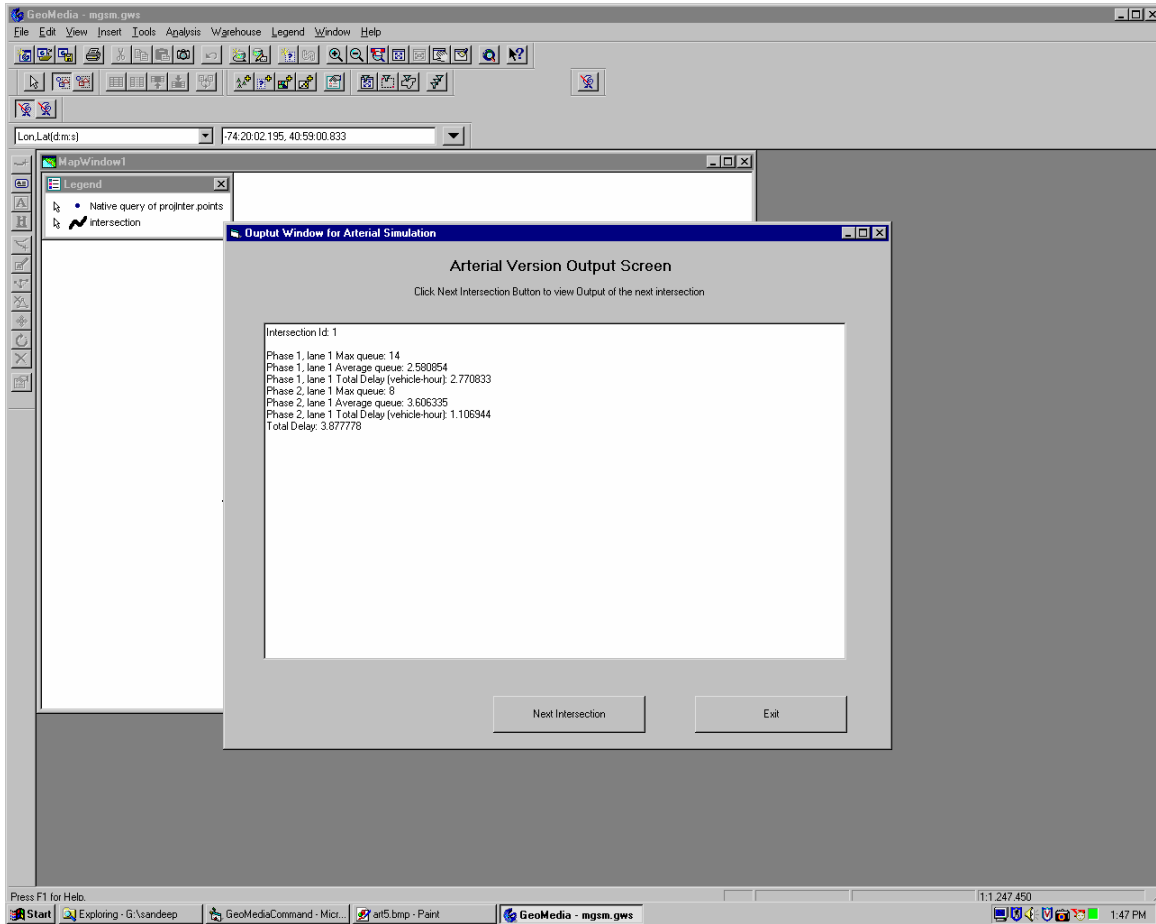 GeoMedia - mgsm.gws
File Edit View Insert Tools Analysis Warehouse Legend Window Help
Lon,Lat(d:m:s) -74:20:02.195, 40:59:00.833
MapWindow1
Legend
Native query of projInter.points
intersection
Ouptut Window for Arterial Simulation
Arterial Version Output Screen
Click Next Intersection Button to view Output of the next intersection
Intersection Id: 1
Phase 1, lane 1 Max queue: 14
Phase 1, lane 1 Average queue: 2.580854
Phase 1, lane 1 Total Delay (vehicle-hour): 2.770833
Phase 2, lane 1 Max queue: 8
Phase 2, lane 1 Average queue: 3.606335
Phase 2, lane 1 Total Delay (vehicle-hour): 1.106944
Total Delay: 3.877778
Next Intersection Exit
Press F1 for Help. 1:1,247,450
Start Exploring - G:\sandeep GeoMediaCommand - Micr... art5.bmp - Paint GeoMedia - mgsm.gws 1:47 PM